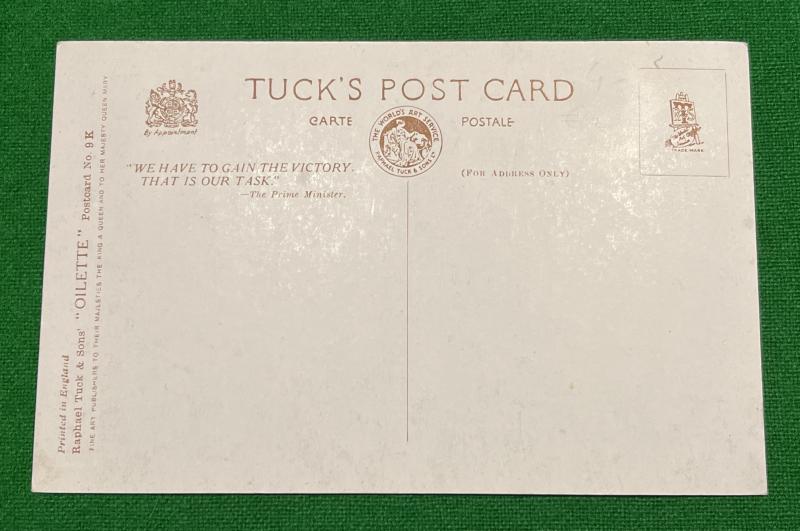 TUCK'S POST CARD
CARTE POSTALE
By Appointment
THE WORLD'S ART SERVICE
RAPHAEL TUCK & SONS LD
"WE HAVE TO GAIN THE VICTORY.
THAT IS OUR TASK."
—The Prime Minister.
(FOR ADDRESS ONLY)
TRADE MARK
Printed in England
Raphael Tuck & Sons' "OILETTE" Postcard No. 9 K
FINE ART PUBLISHERS TO THEIR MAJESTIES THE KING & QUEEN AND TO HER MAJESTY QUEEN MARY